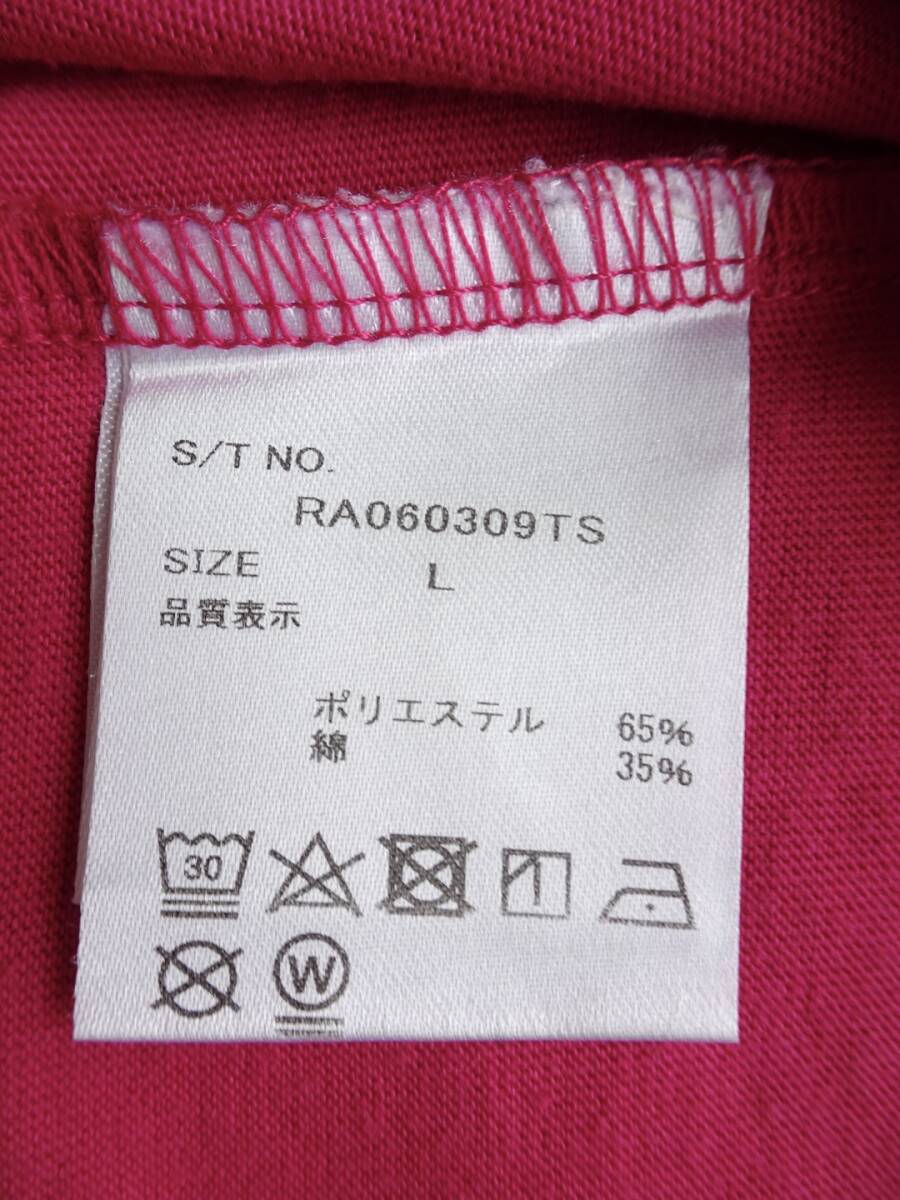 S/T NO.
RA060309TS
SIZE L
品質表示
ポリエステル 65%
綿 35%
30
W